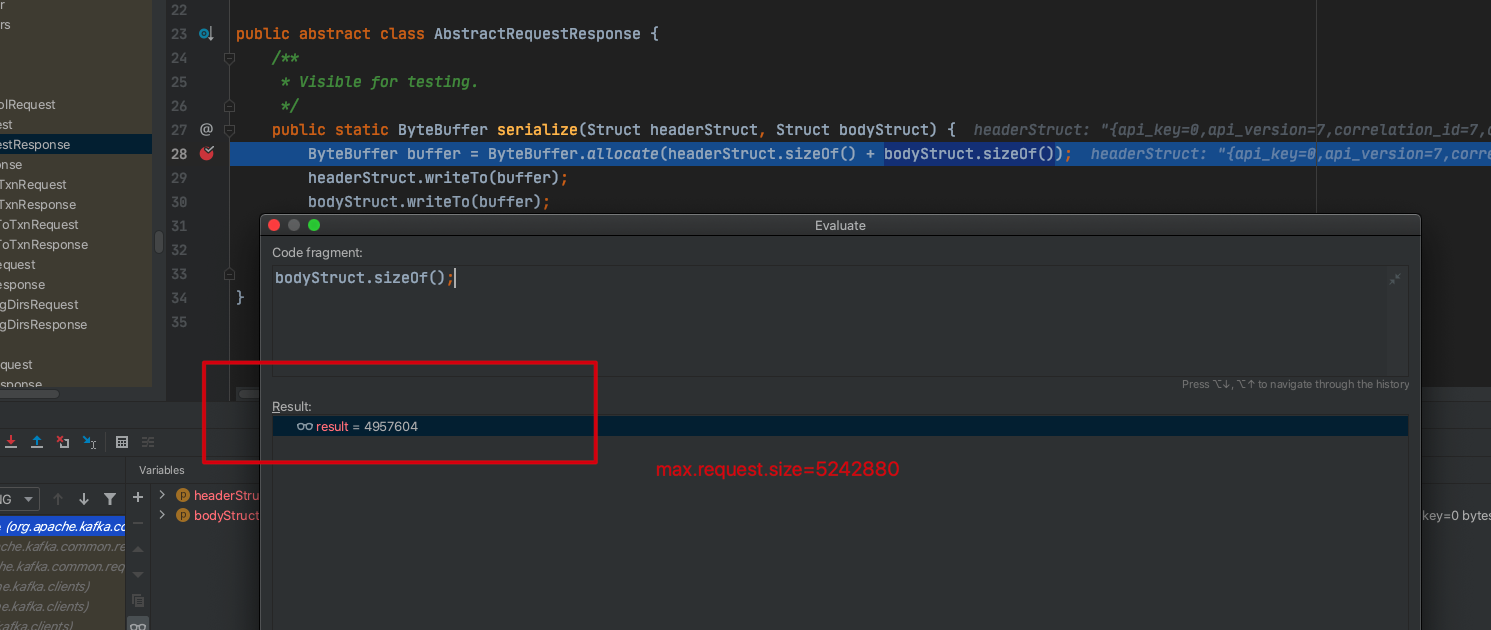 22
23 public abstract class AbstractRequestResponse {
24 /**
25 * Visible for testing.
26 */
27 @ public static ByteBuffer serialize(Struct headerStruct, Struct bodyStruct) { headerStruct: "{api_key=0,api_version=7,correlation_id=7,
28 ByteBuffer buffer = ByteBuffer.allocate(headerStruct.sizeOf() + bodyStruct.sizeOf()); headerStruct: "{api_key=0,api_version=7,corre
29 headerStruct.writeTo(buffer);
30 bodyStruct.writeTo(buffer);
31
32
33
34 }
35
r
rs
olRequest
est
estResponse
onse
TxnRequest
TxnResponse
ToTxnRequest
ToTxnResponse
equest
esponse
gDirsRequest
gDirsResponse
quest
sponse
Evaluate
Code fragment:
bodyStruct.sizeOf();
Press ⌥↓, ⌥↑ to navigate through the history
Result:
result = 4957604
max.request.size=5242880
Variables
NG
headerStru
bodyStruct
key=0 bytes
(org.apache.kafka.co
che.kafka.common.re
he.kafka.common.req
e.kafka.clients)
e.kafka.clients)
kafka.clients)